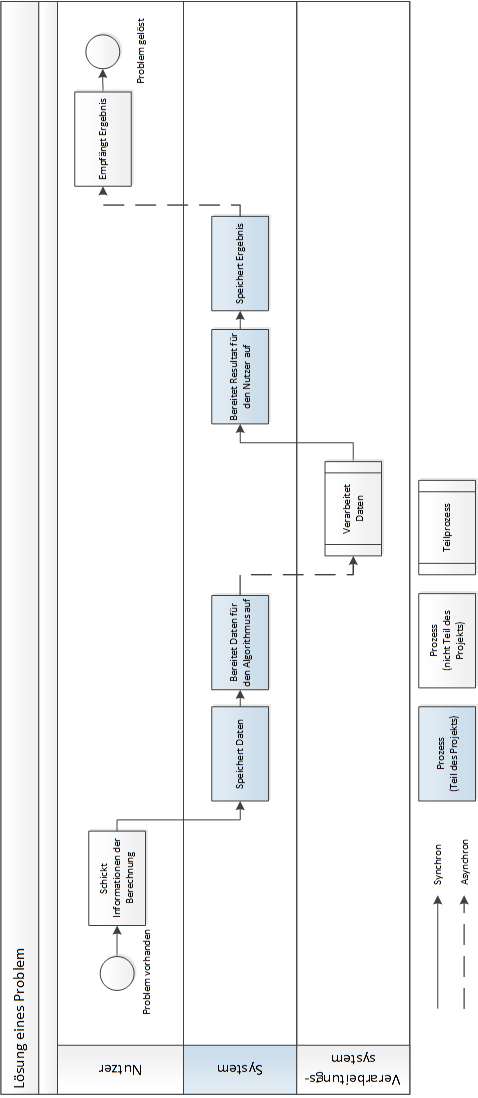 Lösung eines Problem
Nutzer
Problem vorhanden
Schickt
Informationen der
Berechnung
Empfängt Ergebnis
Problem gelöst
System
Speichert Daten
Bereitet Daten für
den Algorithmus auf
Bereitet Resultat für
den Nutzer auf
Speichert Ergebnis
Verarbeitungs-
system
Verarbeitet
Daten
Synchron
Asynchron
Prozess
(Teil des Projekts)
Prozess
(nicht Teil des
Projekts)
Teilprozess